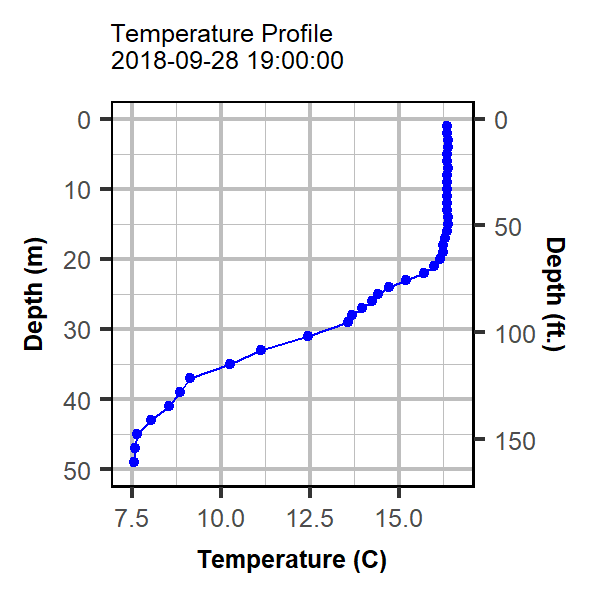 Temperature Profile
2018-09-28 19:00:00
0
10
20
30
40
50
Depth (m)
0
50
100
150
Depth (ft.)
7.5 10.0 12.5 15.0
Temperature (C)